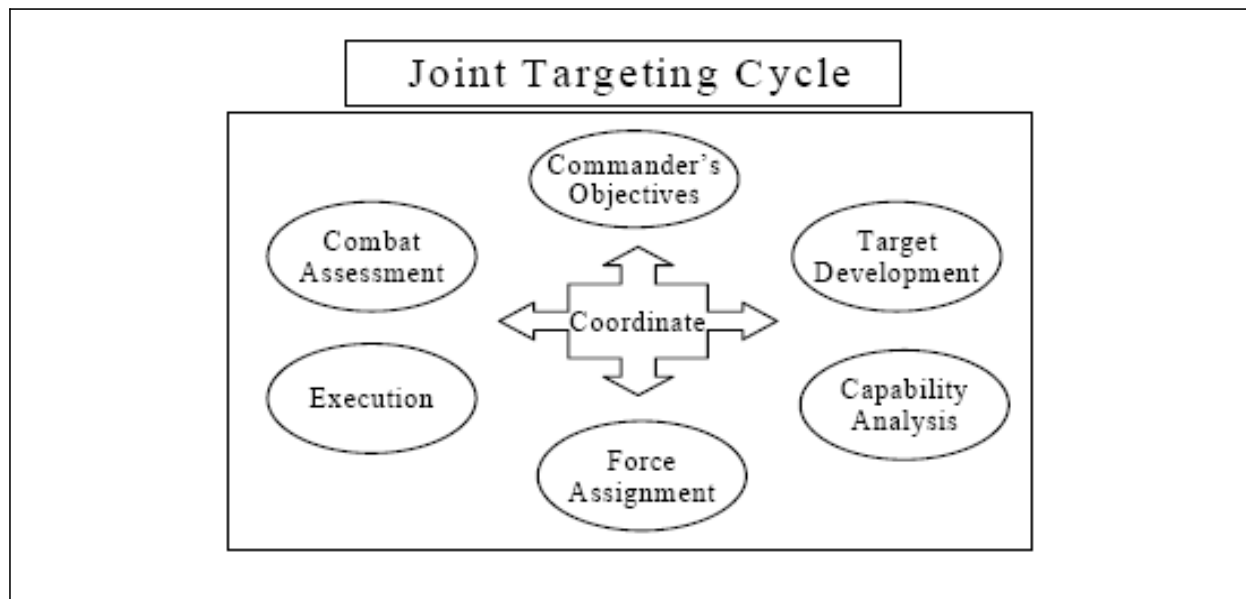 Joint Targeting Cycle
Commander's
Objectives
Combat
Assessment
Target
Development
Coordinate
Execution
Capability
Analysis
Force
Assignment